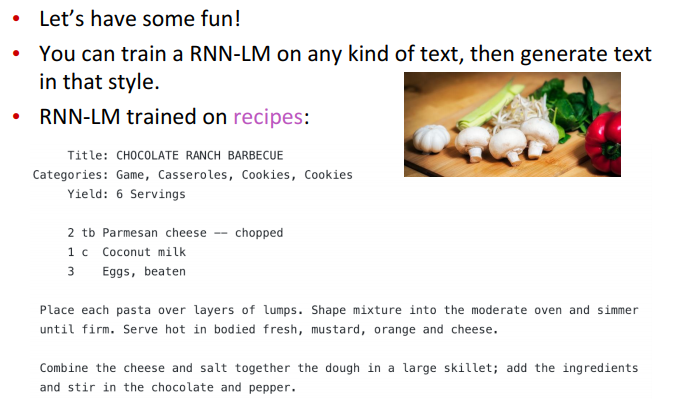 • Let’s have some fun!
• You can train a RNN-LM on any kind of text, then generate text
in that style.
• RNN-LM trained on recipes:
Title: CHOCOLATE RANCH BARBECUE
Categories: Game, Casseroles, Cookies, Cookies
Yield: 6 Servings
2 tb Parmesan cheese –– chopped
1 c Coconut milk
3 Eggs, beaten
Place each pasta over layers of lumps. Shape mixture into the moderate oven and simmer
until firm. Serve hot in bodied fresh, mustard, orange and cheese.
Combine the cheese and salt together the dough in a large skillet; add the ingredients
and stir in the chocolate and pepper.